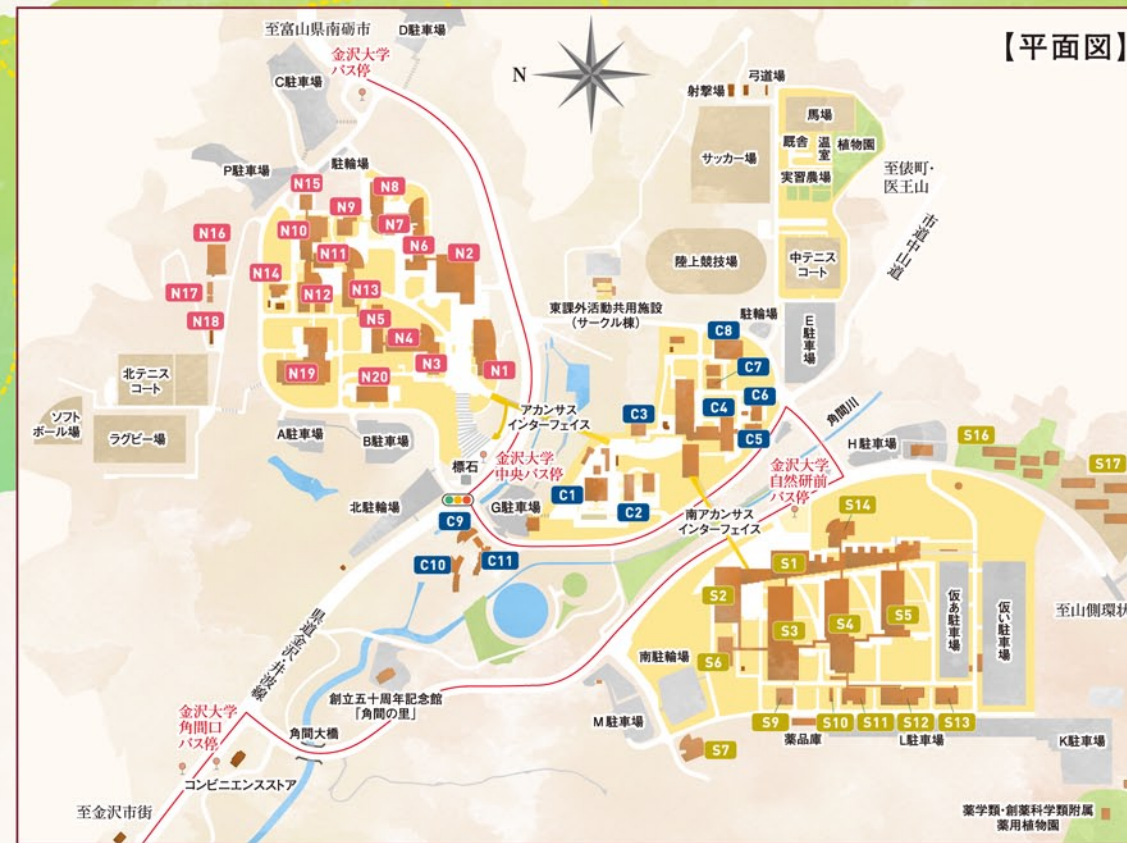 【平面図】
至富山県南砺市
D駐車場
金沢大学
バス停
C駐車場
N
射撃場
弓道場
馬場
厩舎
温室
植物園
サッカー場
実習農場
至俵町・
医王山
市道中山道
P駐車場
駐輪場
N15
N8
N9
N7
N16
N10
N6
N2
N11
N14
N13
N17
N12
N5
N18
N4
N3
N1
N19
N20
陸上競技場
中テニス
コート
東課外活動共用施設
(サークル棟)
駐輪場
E駐車場
C8
C7
C6
C3
C4
C5
北テニス
コート
ソフト
ボール場
ラグビー場
A駐車場
B駐車場
アカンサス
インターフェイス
標石
金沢大学
中央バス停
角間川
H駐車場
S16
S17
金沢大学
自然研前
バス停
北駐輪場
G駐車場
C1
C2
南アカンサス
インターフェイス
C9
C10
C11
S14
S1
S2
S3
S4
S5
S6
仮あ駐車場
仮い駐車場
至山側環状
県道金沢井波線
南駐輪場
創立五十周年記念館
「角間の里」
M駐車場
S9
S10
S11
S12
S13
S7
薬品庫
L駐車場
K駐車場
金沢大学
角間口
バス停
角間大橋
コンビニエンスストア
至金沢市街
薬学類・創薬科学類附属
薬用植物園